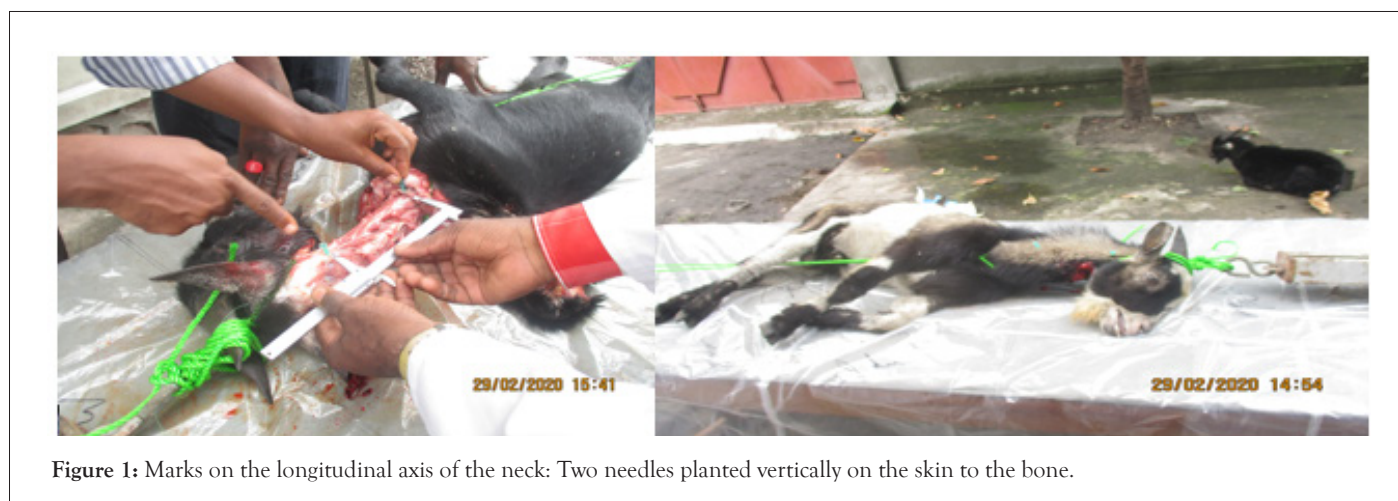 29/02/2020 15:41
29/02/2020 14:54
3
Figure 1: Marks on the longitudinal axis of the neck: Two needles planted vertically on the skin to the bone.